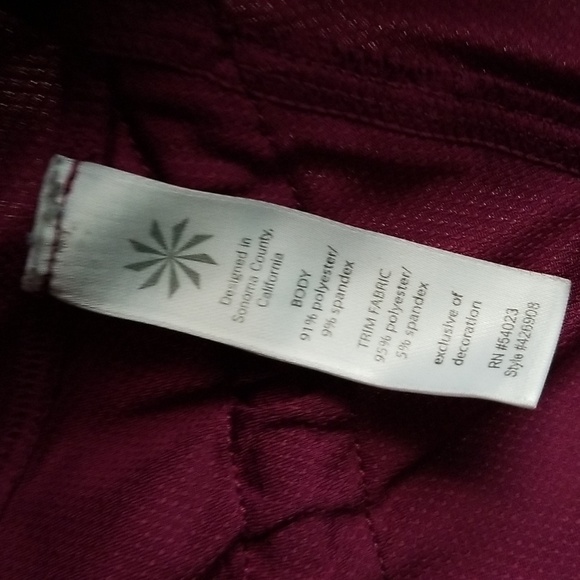 Designed in
Sonoma County,
California
BODY
91% polyester/
9% spandex
TRIM FABRIC
95% polyester/
5% spandex
exclusive of
decoration
RN #54023
Style #426908